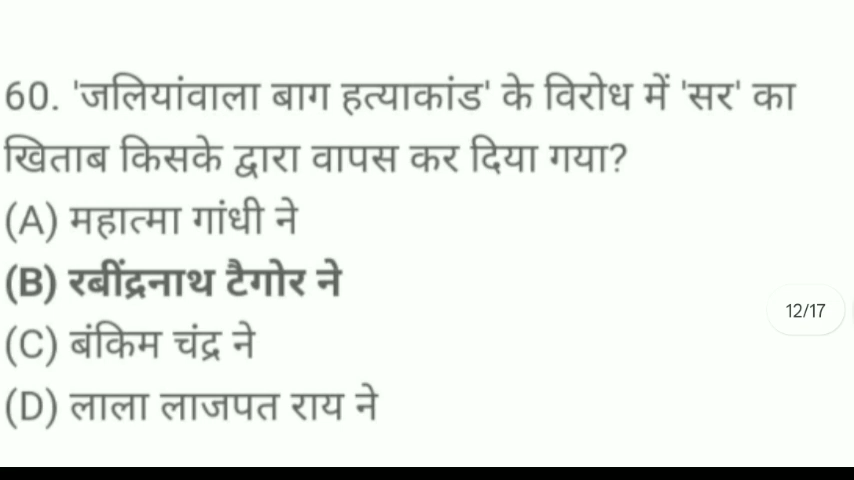 60. 'जलियांवाला बाग हत्याकांड' के विरोध में 'सर' का
खिताब किसके द्वारा वापस कर दिया गया?
(A) महात्मा गांधी ने
(B) रबींद्रनाथ टैगोर ने
12/17
(C) बंकिम चंद्र ने
(D) लाला लाजपत राय ने